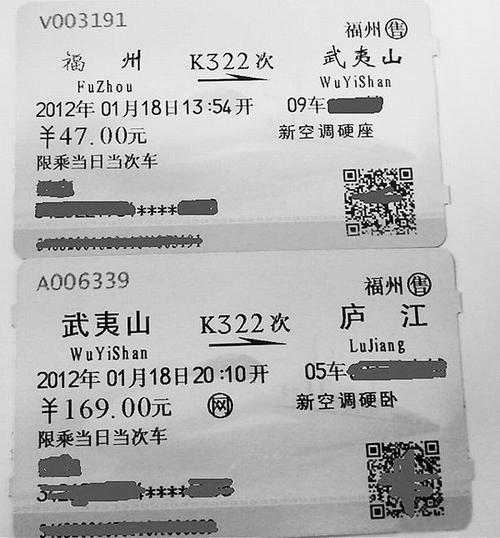 V003191 福州(售)
福州 K322次 武夷山
FuZhou WuYiShan
2012年01月18日13:54开 09车
￥47.00元 新空调硬座
限乘当日当次车
****
A006339 福州(售)
武夷山 K322次 庐江
WuYiShan LuJiang
2012年01月18日20:10开 05车
￥169.00元 (网) 新空调硬卧
限乘当日当次车
****